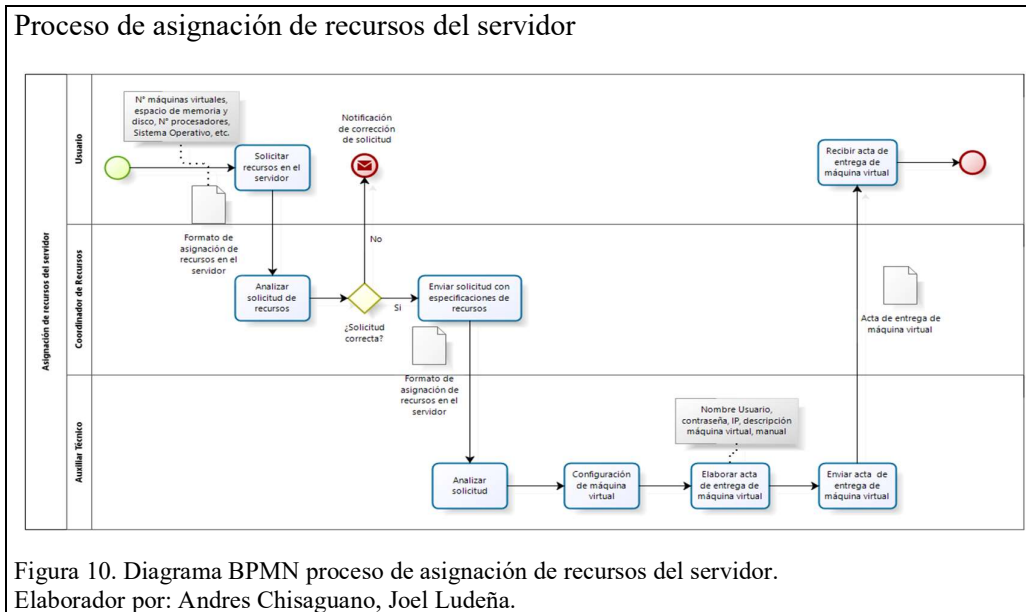 Proceso de asignación de recursos del servidor
Asignación de recursos del servidor
Usuario
N° máquinas virtuales,
espacio de memoria y
disco, N° procesadores,
Sistema Operativo, etc.
Solicitar
recursos en el
servidor
Formato de
asignación de
recursos en el
servidor
Notificación
de corrección
de solicitud
Recibir acta de
entrega de
máquina virtual
Coordinador de Recursos
Analizar
solicitud de
recursos
No
Si
¿Solicitud
correcta?
Enviar solicitud con
especificaciones de
recursos
Formato de
asignación de
recursos en el
servidor
Acta de entrega de
máquina virtual
Auxiliar Técnico
Analizar
solicitud
Configuración
de máquina
virtual
Nombre Usuario,
contraseña, IP, descripción
máquina virtual, manual
Elaborar acta
de entrega de
máquina virtual
Enviar acta de
entrega de
máquina virtual
Figura 10. Diagrama BPMN proceso de asignación de recursos del servidor.
Elaborador por: Andres Chisaguano, Joel Ludeña.